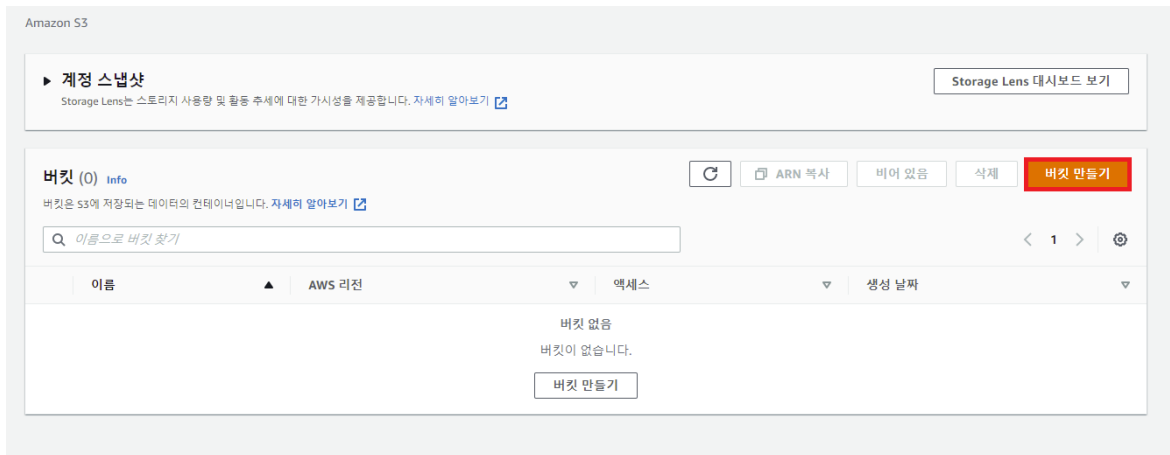 Amazon S3
계정 스냅샷
Storage Lens 대시보드 보기
Storage Lens는 스토리지 사용량 및 활동 추세에 대한 가시성을 제공합니다. 자세히 알아보기
버킷 (0) Info
ARN 복사
비어 있음
삭제
버킷 만들기
버킷은 S3에 저장되는 데이터의 컨테이너입니다. 자세히 알아보기
이름으로 버킷 찾기
1
이름 AWS 리전 액세스 생성 날짜
버킷 없음
버킷이 없습니다.
버킷 만들기